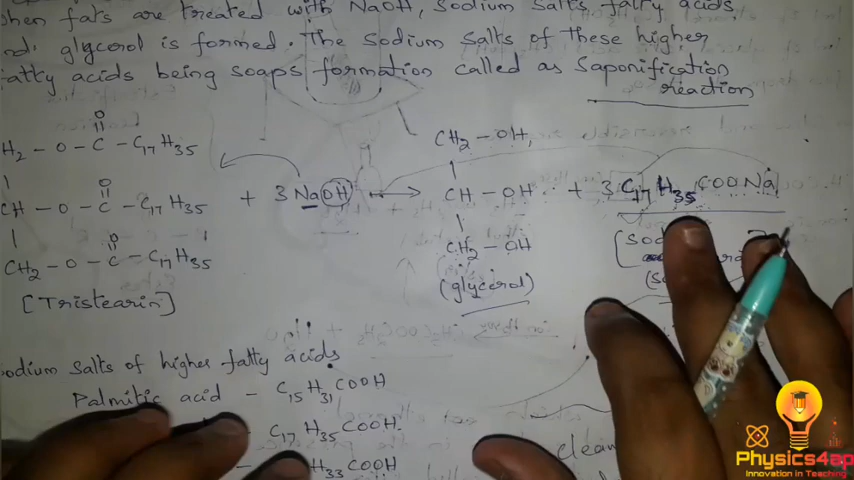 when fats are treated with NaOH, sodium salts fatty acids
glycerol is formed. The sodium salts of these higher
fatty acids being soaps formation called as Saponification
reaction
CH2 - OH,
O
H2 - O - C - C17 H35
O
CH - O - C - C17 H35 + 3 NaOH → CH - OH + 3 C17 H35 COONa
O
CH2 - O - C - C17 H35
CH2 - OH
[Tristearin]
(glycerol)
sodium salts of higher fatty acids
Palmitic acid - C15 H31 COOH
C17 H35 COOH.
H33 COOH
clean
Physics4ap
Innovation in Teaching